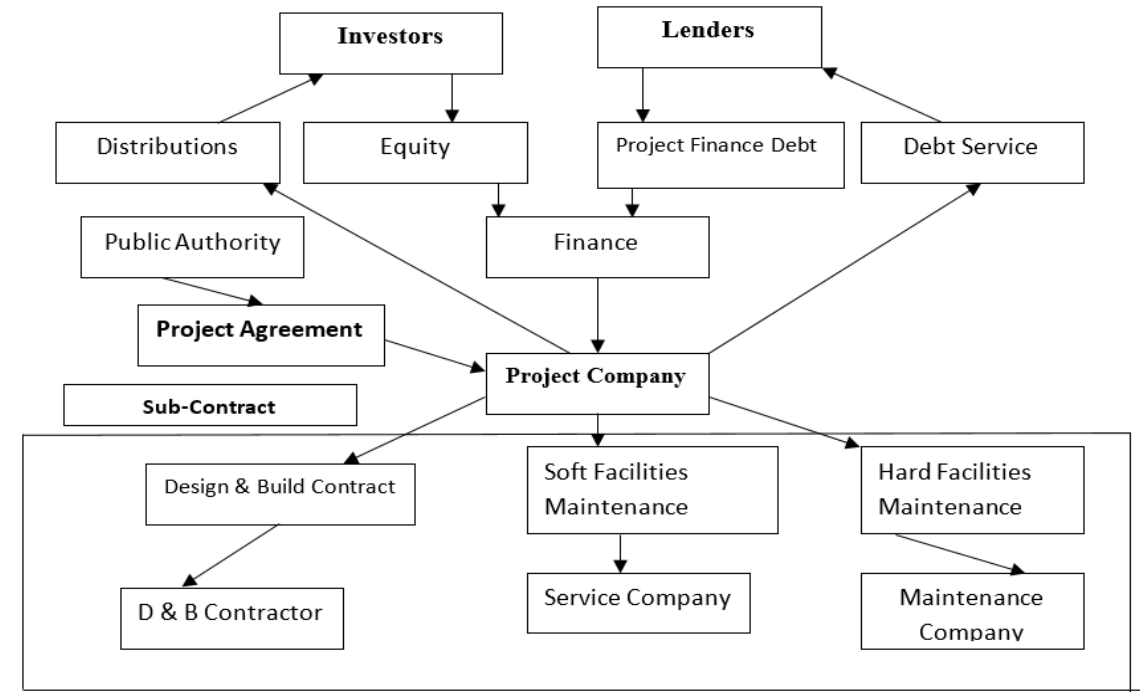 Investors
Lenders
Distributions
Equity
Project Finance Debt
Debt Service
Public Authority
Finance
Project Agreement
Project Company
Sub-Contract
Design & Build Contract
Soft Facilities
Maintenance
Hard Facilities
Maintenance
D & B Contractor
Service Company
Maintenance
Company